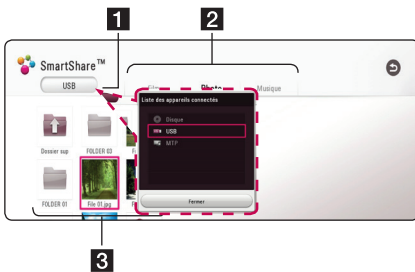 1
2
SmartShare™
USB
Photo
Musique
Liste des appareils connectés
Disque
USB
MTP
Dossier sup
FOLDER 03
FOLDER 01
File 01.jpg
Fermer
3